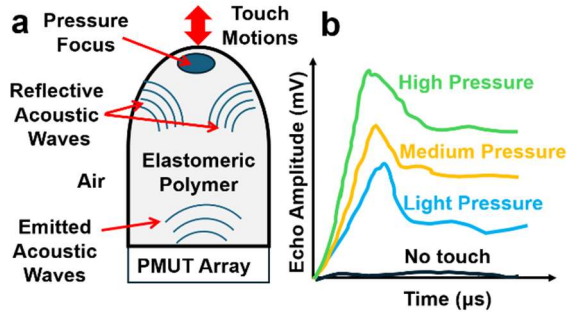 a
Pressure
Focus
Touch
Motions
Reflective
Acoustic
Waves
Elastomeric
Polymer
Air
Emitted
Acoustic
Waves
PMUT Array
b
Echo Amplitude (mV)
High Pressure
Medium Pressure
Light Pressure
No touch
Time (μs)